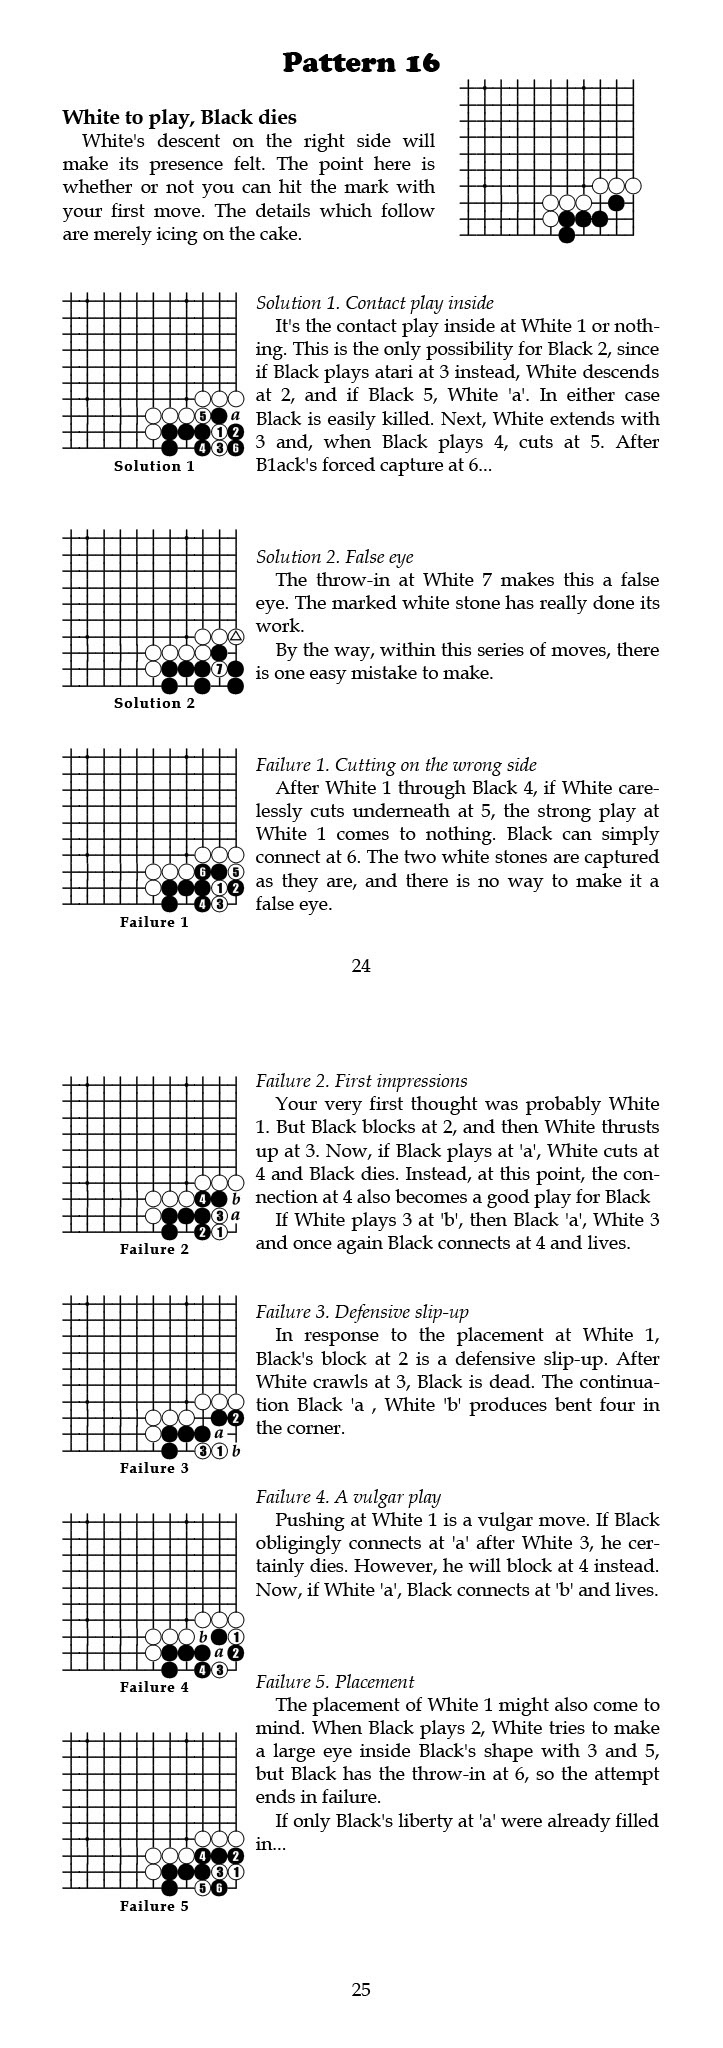 Pattern 16
White to play, Black dies
White's descent on the right side will
make its presence felt. The point here is
whether or not you can hit the mark with
your first move. The details which follow
are merely icing on the cake.
Solution 1. Contact play inside
It's the contact play inside at White 1 or noth-
ing. This is the only possibility for Black 2, since
if Black plays atari at 3 instead, White descends
at 2, and if Black 5, White 'a'. In either case
Black is easily killed. Next, White extends with
3 and, when Black plays 4, cuts at 5. After
B1ack's forced capture at 6...
5 a
1 2
4 3 6
Solution 1
Solution 2. False eye
The throw-in at White 7 makes this a false
eye. The marked white stone has really done its
work.
By the way, within this series of moves, there
is one easy mistake to make.
7
Solution 2
Failure 1. Cutting on the wrong side
After White 1 through Black 4, if White care-
lessly cuts underneath at 5, the strong play at
White 1 comes to nothing. Black can simply
connect at 6. The two white stones are captured
as they are, and there is no way to make it a
false eye.
6 5
1 2
4 3
Failure 1
24
Failure 2. First impressions
Your very first thought was probably White
1. But Black blocks at 2, and then White thrusts
up at 3. Now, if Black plays at 'a', White cuts at
4 and Black dies. Instead, at this point, the con-
nection at 4 also becomes a good play for Black
If White plays 3 at 'b', then Black 'a', White 3
and once again Black connects at 4 and lives.
4 b
3 a
2 1
Failure 2
Failure 3. Defensive slip-up
In response to the placement at White 1,
Black's block at 2 is a defensive slip-up. After
White crawls at 3, Black is dead. The continua-
tion Black 'a , White 'b' produces bent four in
the corner.
2
a
3 1 b
Failure 3
Failure 4. A vulgar play
Pushing at White 1 is a vulgar move. If Black
obligingly connects at 'a' after White 3, he cer-
tainly dies. However, he will block at 4 instead.
Now, if White 'a', Black connects at 'b' and lives.
b 1
a 2
4 3
Failure 4
Failure 5. Placement
The placement of White 1 might also come to
mind. When Black plays 2, White tries to make
a large eye inside Black's shape with 3 and 5,
but Black has the throw-in at 6, so the attempt
ends in failure.
If only Black's liberty at 'a' were already filled
in...
4 2
3 1
5 6
Failure 5
25